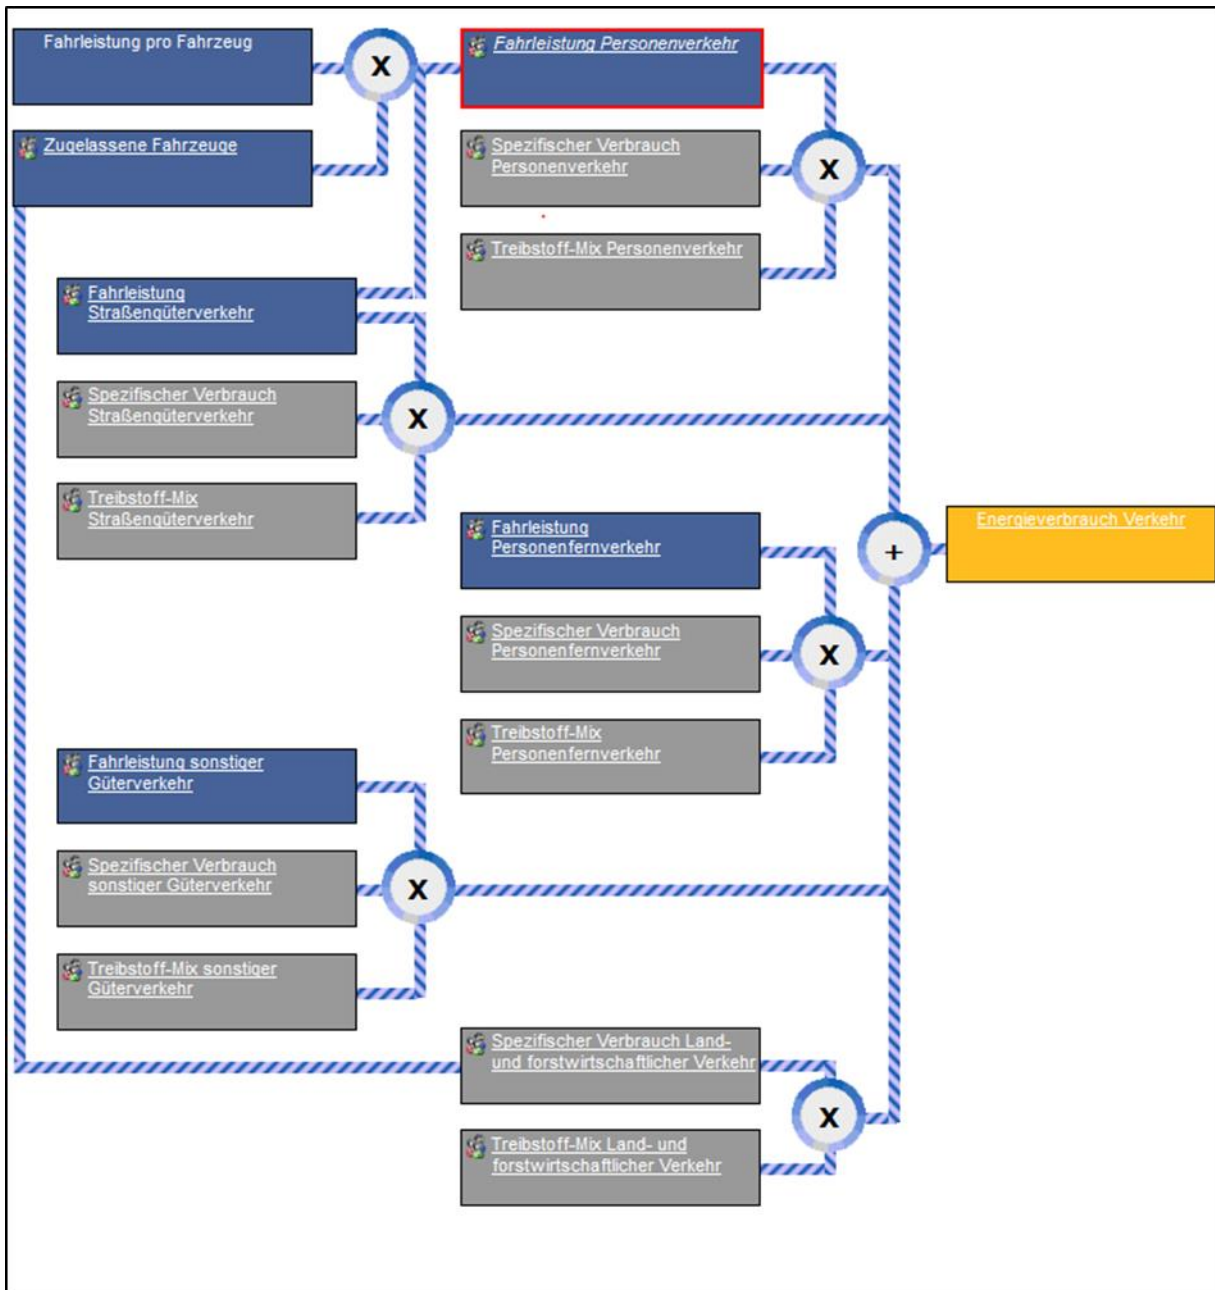 Fahrleistung pro Fahrzeug
X
Fahrleistung Personenverkehr
Zugelassene Fahrzeuge
Spezifischer Verbrauch
Personenverkehr
X
Treibstoff-Mix Personenverkehr
Fahrleistung
Straßengüterverkehr
Spezifischer Verbrauch
Straßengüterverkehr
X
Treibstoff-Mix
Straßengüterverkehr
Fahrleistung
Personenfernverkehr
+
Energieverbrauch Verkehr
Spezifischer Verbrauch
Personenfernverkehr
X
Treibstoff-Mix
Personenfernverkehr
Fahrleistung sonstiger
Güterverkehr
Spezifischer Verbrauch
sonstiger Güterverkehr
X
Treibstoff-Mix sonstiger
Güterverkehr
Spezifischer Verbrauch Land-
und forstwirtschaftlicher Verkehr
X
Treibstoff-Mix Land- und
forstwirtschaftlicher Verkehr